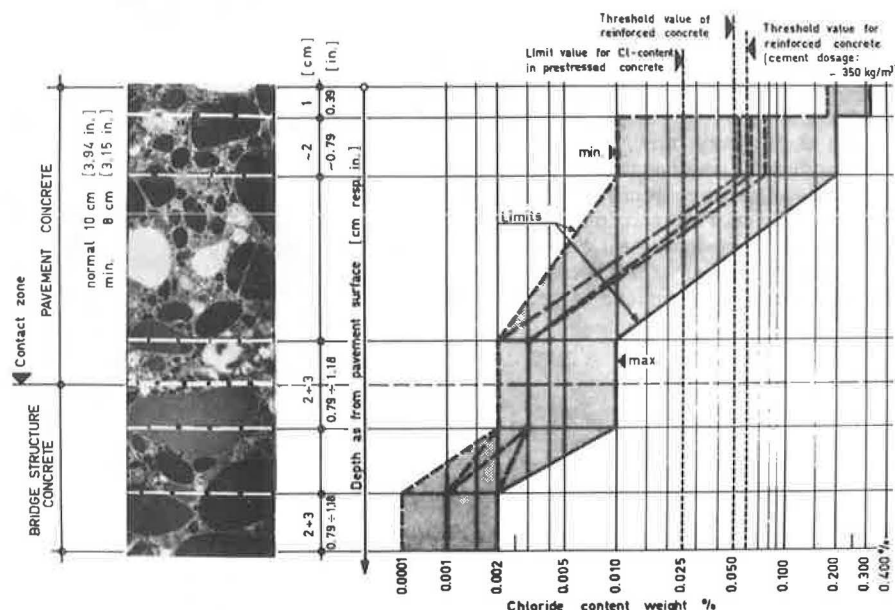 Threshold value of
reinforced concrete
Threshold value for
reinforced concrete
(cement dosage:
~ 350 kg/m³)
Limit value for Cl-content
in prestressed concrete
[cm]
[in.]
1
0.39
~2
~0.79
2÷3
0.79÷1.18
2÷3
0.79÷1.18
PAVEMENT CONCRETE
normal 10 cm [3.94 in.]
min. 8 cm [3.15 in.]
Contact zone
BRIDGE STRUCTURE
CONCRETE
Depth as from pavement surface [cm resp. in.]
min.
Limits
max
0.0001
0.001
0.002
0.005
0.010
0.025
0.050
0.100
0.200
0.300
0.400 %
Chloride content weight %